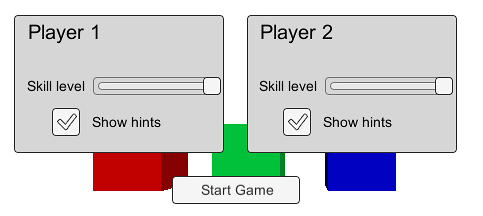 Player 1
Skill level
Show hints
Player 2
Skill level
Show hints
Start Game